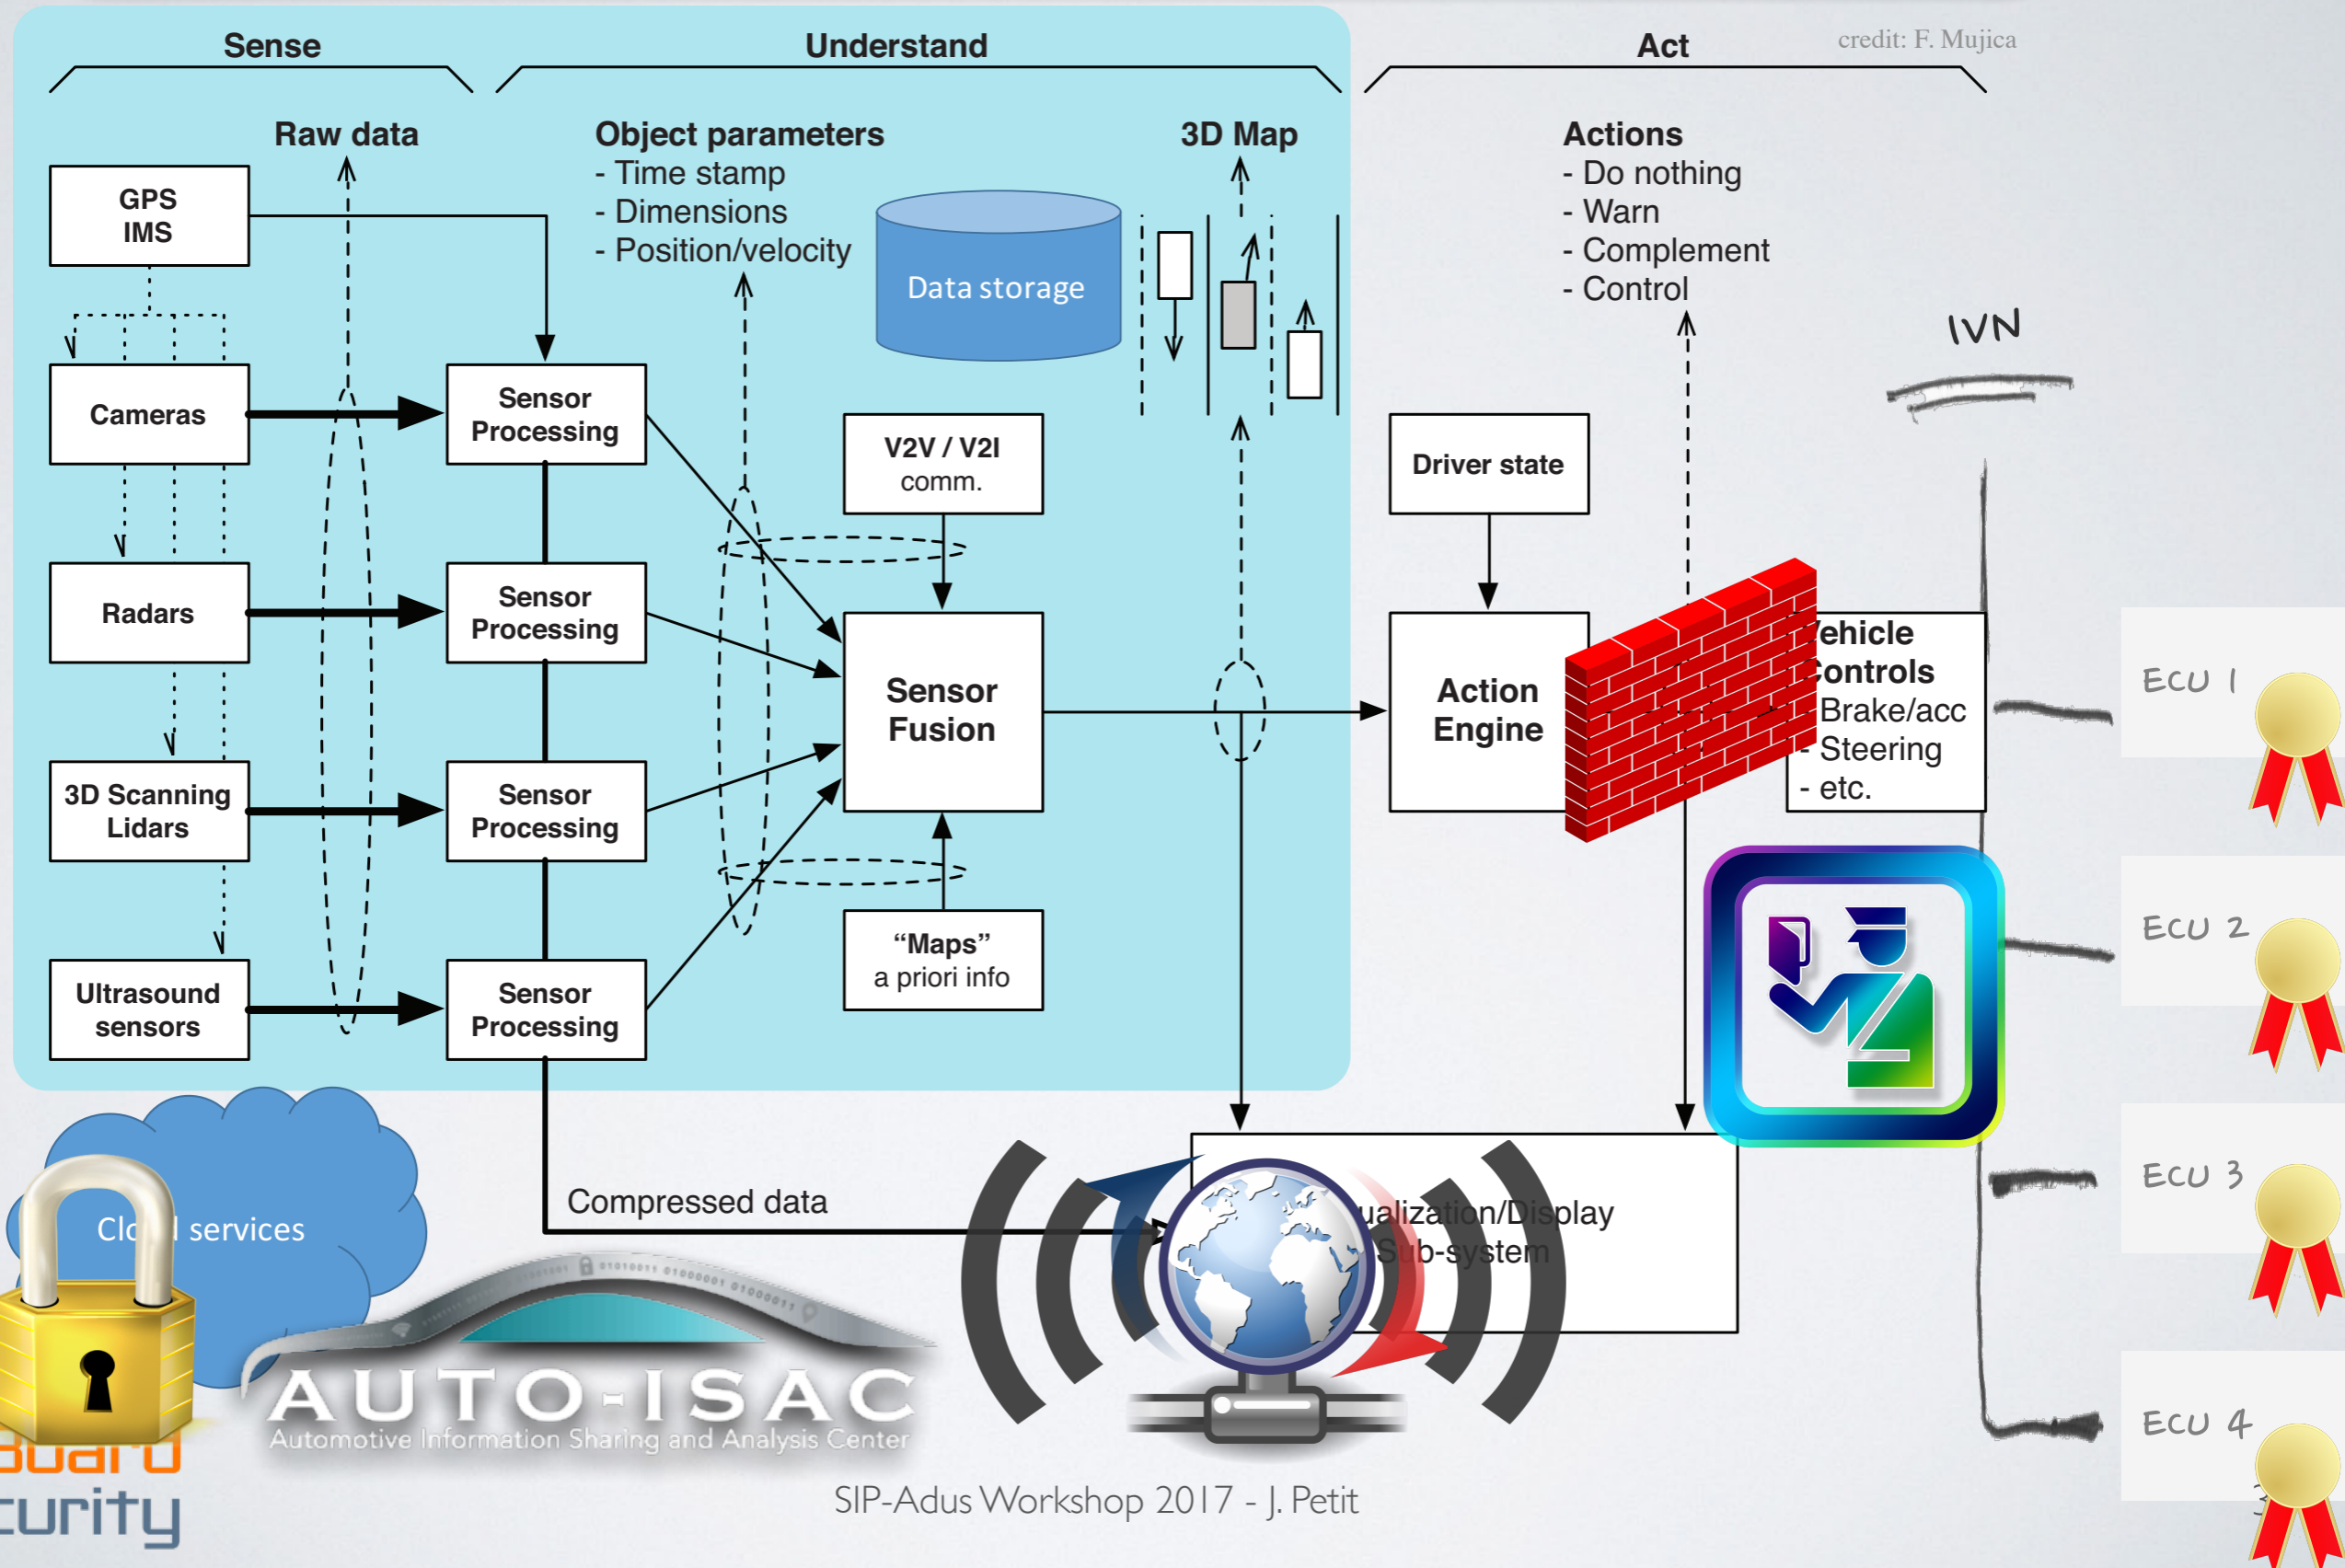 Sense
Understand
Act
credit: F. Mujica
Raw data
Object parameters
- Time stamp
- Dimensions
- Position/velocity
3D Map
Actions
- Do nothing
- Warn
- Complement
- Control
GPS
IMS
Data storage
IVN
Cameras
Sensor
Processing
V2V / V2I
comm.
Driver state
Radars
Sensor
Processing
Sensor
Fusion
Action
Engine
ehicle
ontrols
Brake/acc
- Steering
- etc.
ECU 1
3D Scanning
Lidars
Sensor
Processing
ECU 2
Ultrasound
sensors
Sensor
Processing
“Maps”
a priori info
ECU 3
Compressed data
ualization/Display
Sub-system
services
AUTO-ISAC
Automotive Information Sharing and Analysis Center
ECU 4
curity
SIP-Adus Workshop 2017 - J. Petit